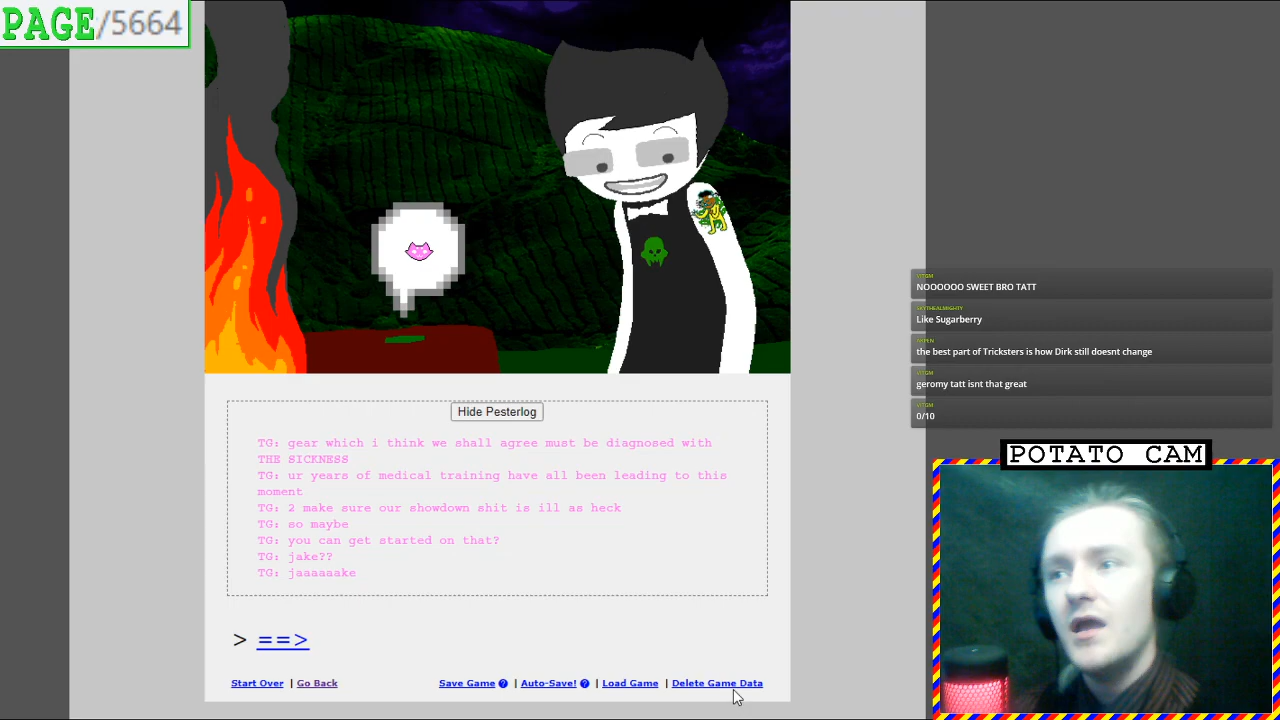 PAGE/5664
Hide Pesterlog
TG: gear which i think we shall agree must be diagnosed with
THE SICKNESS
TG: ur years of medical training have all been leading to this
moment
TG: 2 make sure our showdown shit is ill as heck
TG: so maybe
TG: you can get started on that?
TG: jake??
TG: jaaaaaake
> ==>
Start Over | Go Back
Save Game ? | Auto-Save! ? | Load Game | Delete Game Data
NOOOOOO SWEET BRO TATT
SKYTHEALMIGHTY
Like Sugarberry
the best part of Tricksters is how Dirk still doesnt change
geromy tatt isnt that great
0/10
POTATO CAM